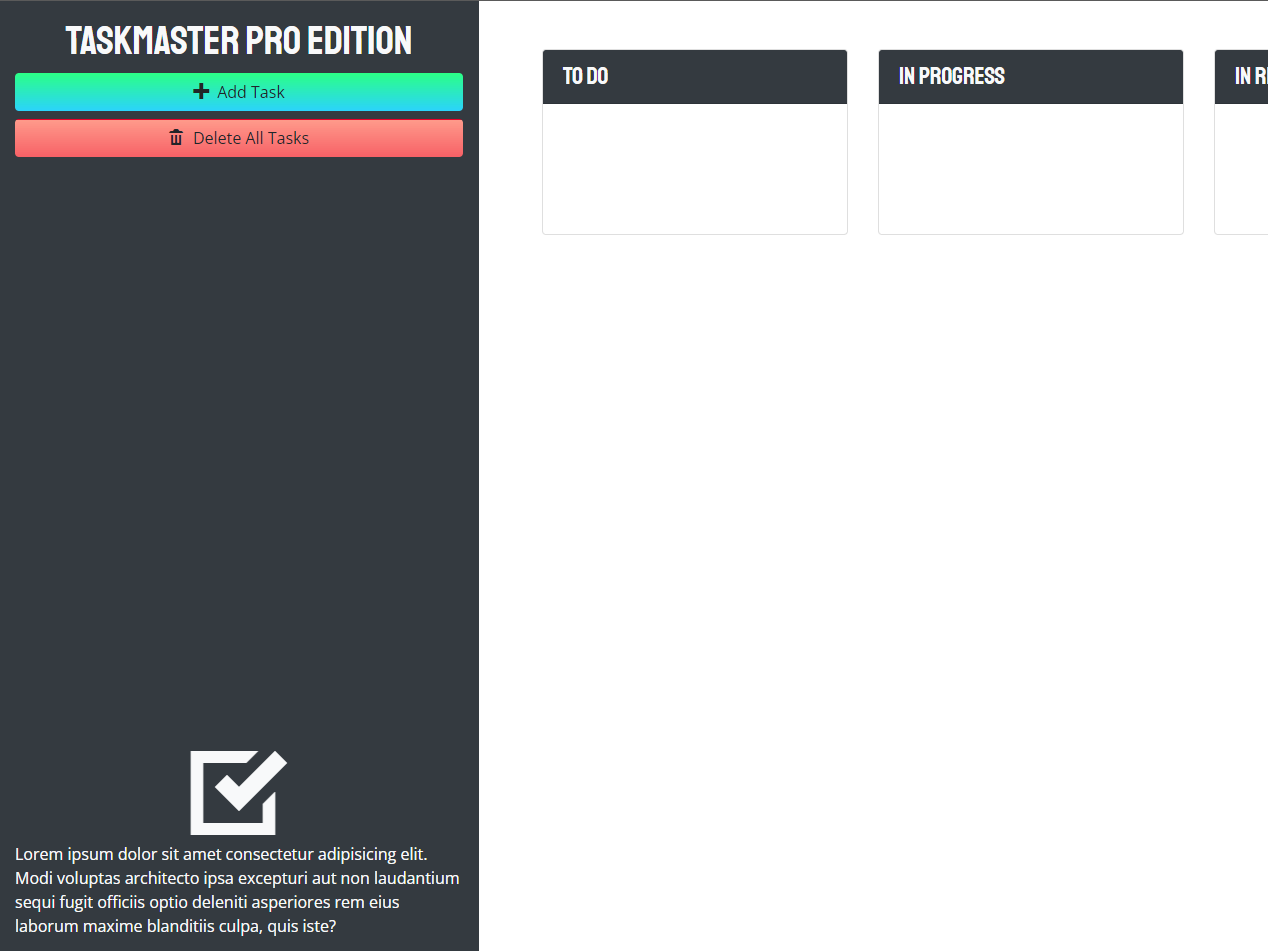 TASKMASTER PRO EDITION
Add Task
Delete All Tasks
TO DO
IN PROGRESS
IN
Lorem ipsum dolor sit amet consectetur adipisicing elit.
Modi voluptas architecto ipsa excepturi aut non laudantium
sequi fugit officiis optio deleniti asperiores rem eius
laborum maxime blanditiis culpa, quis iste?